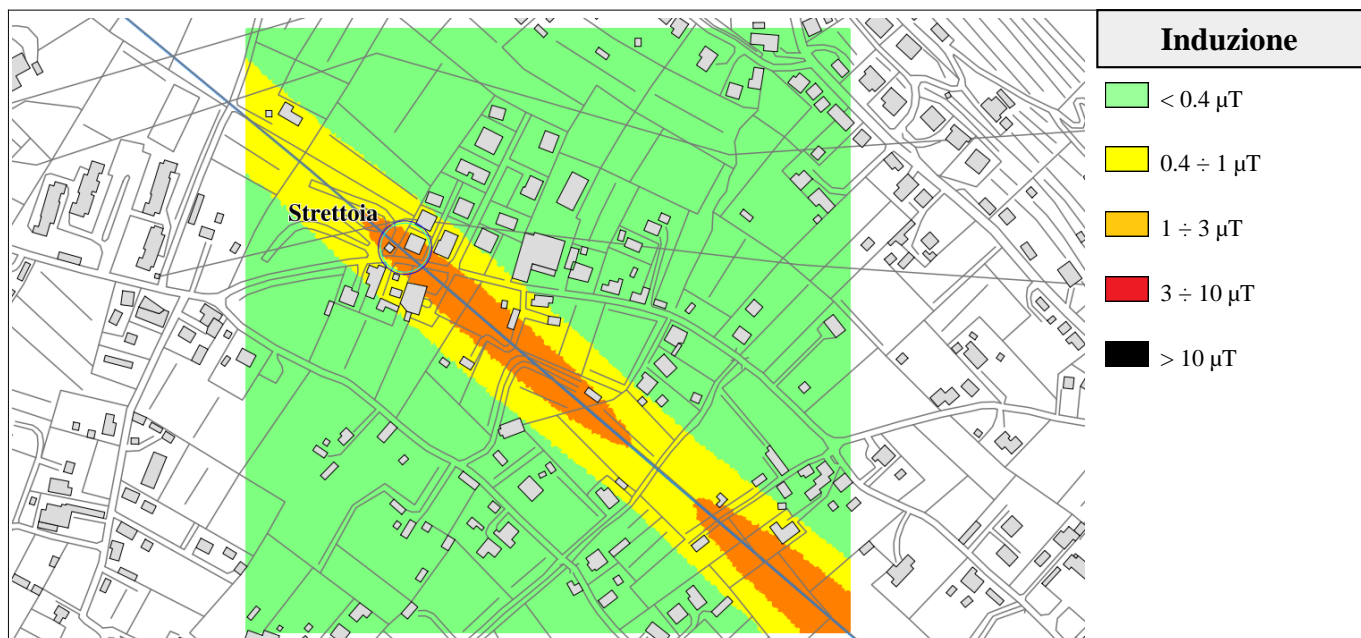 Induzione
< 0.4 μT
0.4 ÷ 1 μT
1 ÷ 3 μT
3 ÷ 10 μT
> 10 μT
Strettoia